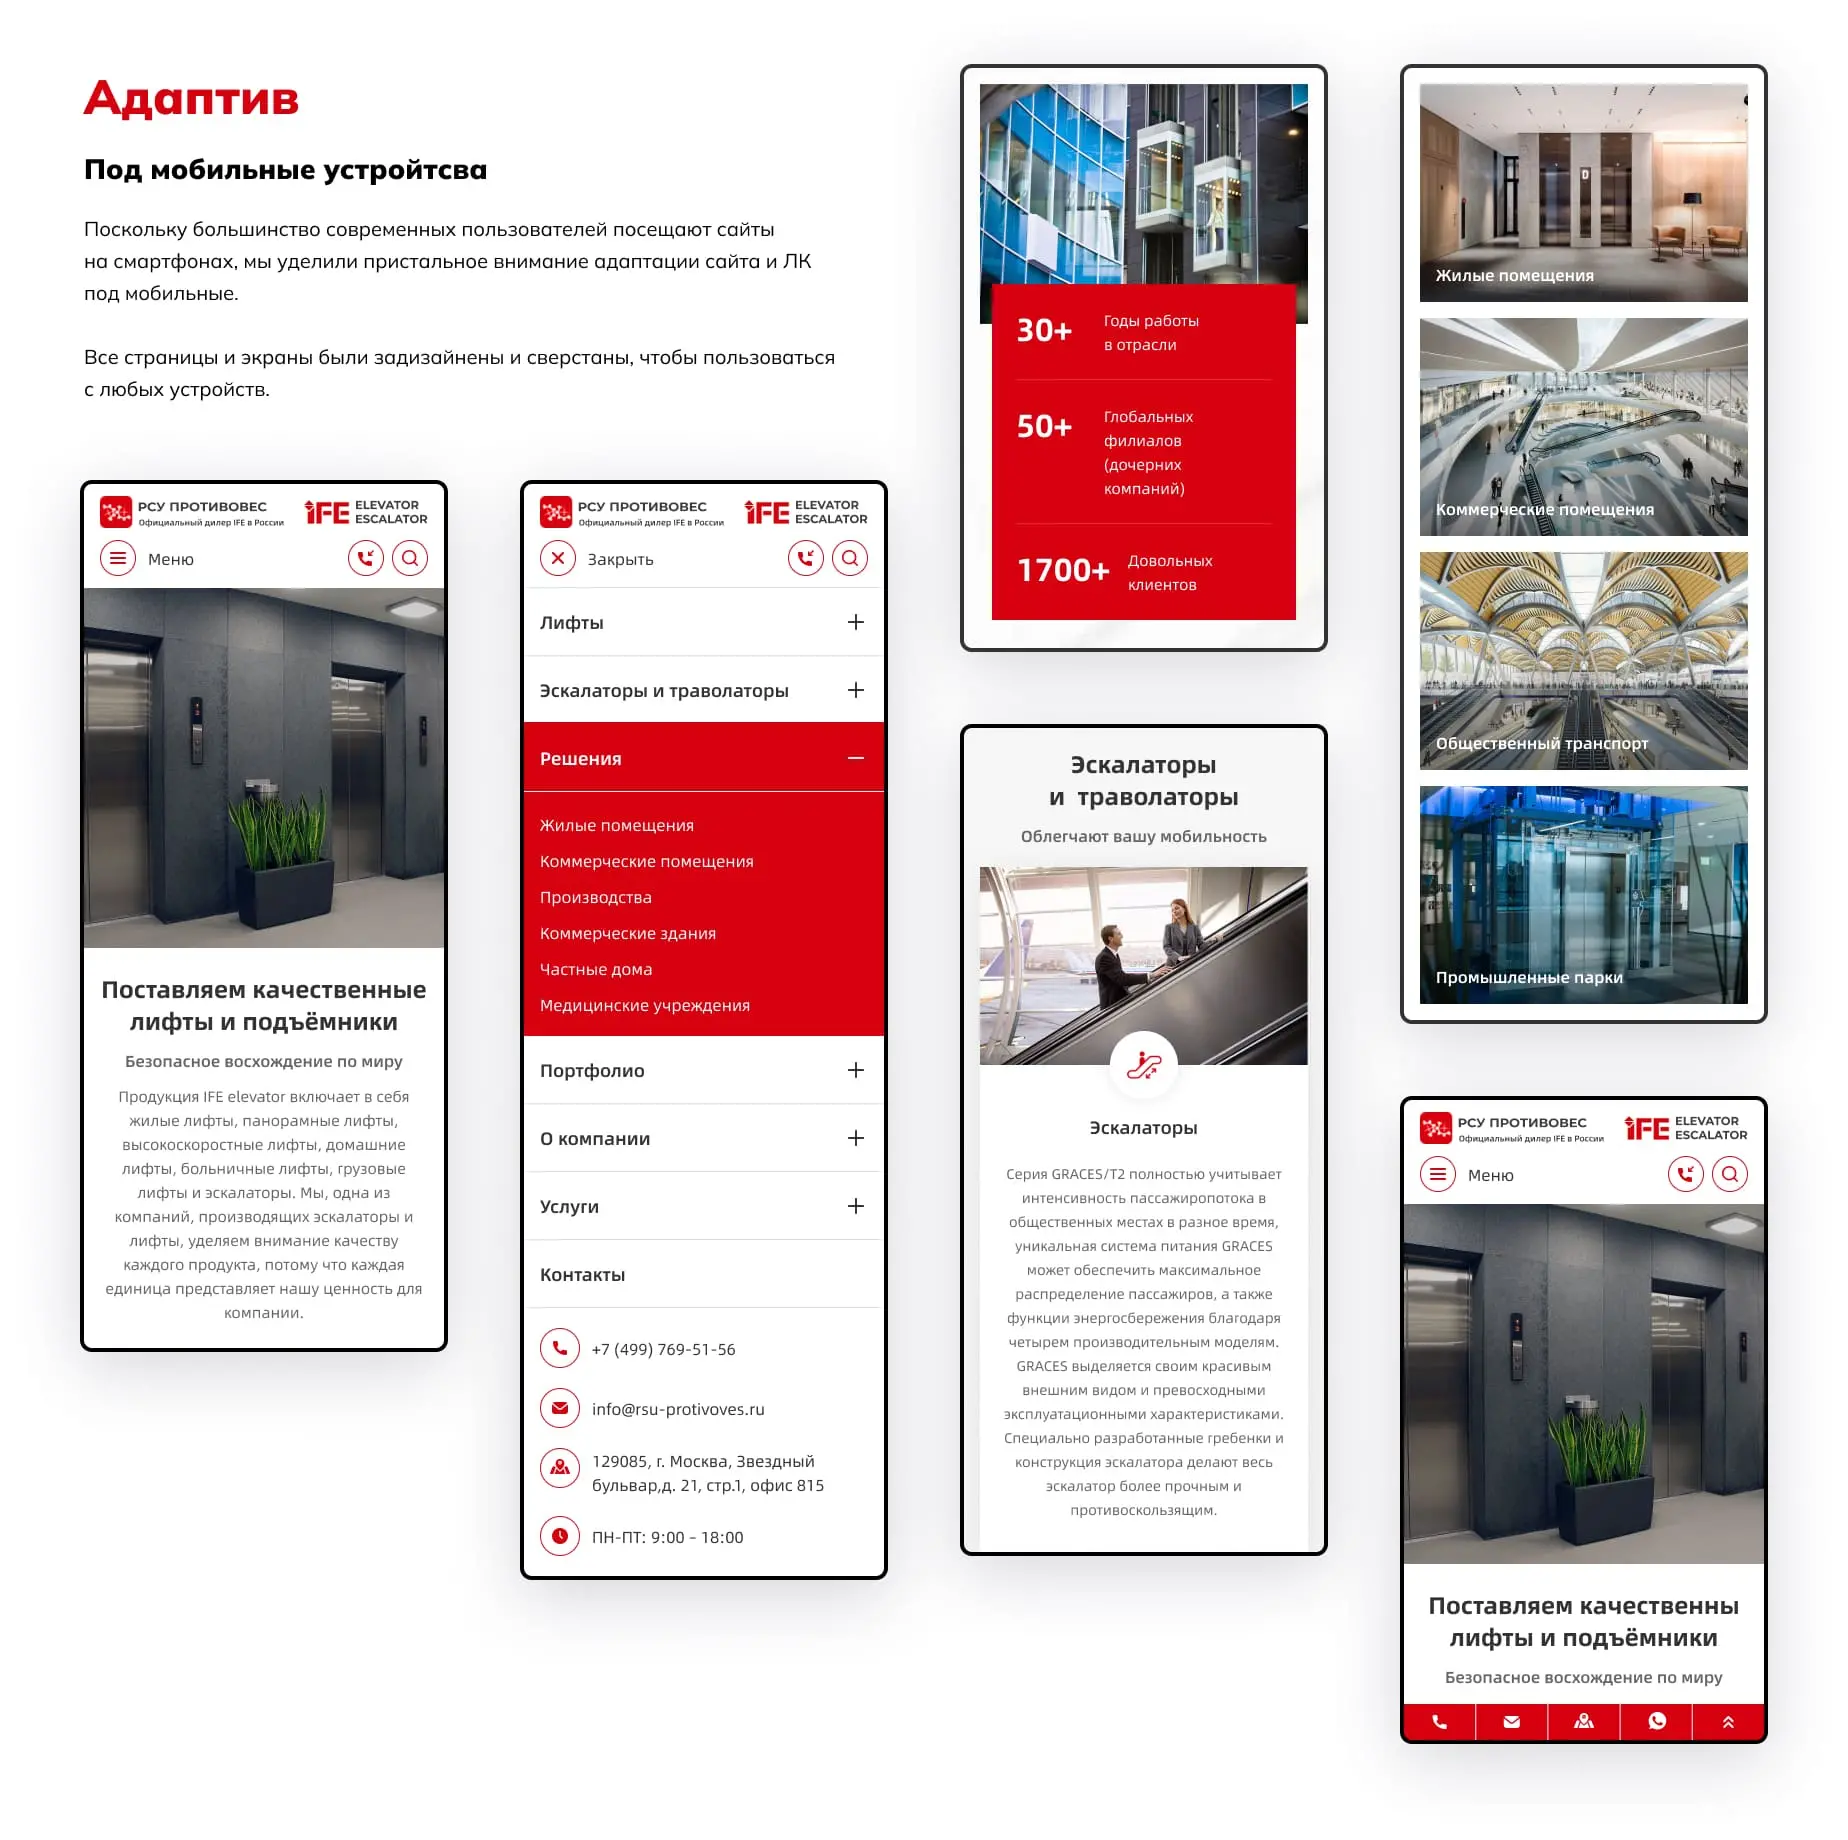 Адаптив
Под мобильные устройтсва
Поскольку большинство современных пользователей посещают сайты
на смартфонах, мы уделили пристальное внимание адаптации сайта и ЛК
под мобильные.
Все страницы и экраны были задизайнены и сверстаны, чтобы пользоваться
с любых устройств.
РСУ ПРОТИВОВЕС
Официальный дилер IFE в России
IFE ELEVATOR
ESCALATOR
Меню
Поставляем качественные
лифты и подъёмники
Безопасное восхождение по миру
Продукция IFE elevator включает в себя
жилые лифты, панорамные лифты,
высокоскоростные лифты, домашние
лифты, больничные лифты, грузовые
лифты и эскалаторы. Мы, одна из
компаний, производящих эскалаторы и
лифты, уделяем внимание качеству
каждого продукта, потому что каждая
единица представляет нашу ценность для
компании.
РСУ ПРОТИВОВЕС
Официальный дилер IFE в России
IFE ELEVATOR
ESCALATOR
Закрыть
Лифты
Эскалаторы и траволаторы
Решения
Жилые помещения
Коммерческие помещения
Производства
Коммерческие здания
Частные дома
Медицинские учреждения
Портфолио
О компании
Услуги
Контакты
+7 (499) 769-51-56
info@rsu-protivoves.ru
129085, г. Москва, Звездный
бульвар,д. 21, стр.1, офис 815
ПН-ПТ: 9:00 – 18:00
30+
Годы работы
в отрасли
50+
Глобальных
филиалов
(дочерних
компаний)
1700+
Довольных
клиентов
Эскалаторы
и траволаторы
Облегчают вашу мобильность
Эскалаторы
Серия GRACES/T2 полностью учитывает
интенсивность пассажиропотока в
общественных местах в разное время,
уникальная система питания GRACES
может обеспечить максимальное
распределение пассажиров, а также
функции энергосбережения благодаря
четырем производительным моделям.
GRACES выделяется своим красивым
внешним видом и превосходными
эксплуатационными характеристиками.
Специально разработанные гребенки и
конструкция эскалатора делают весь
эскалатор более прочным и
противоскользящим.
D
Жилые помещения
Коммерческие помещения
Общественный транспорт
Промышленные парки
РСУ ПРОТИВОВЕС
Официальный дилер IFE в России
IFE ELEVATOR
ESCALATOR
Меню
Поставляем качественны
лифты и подъёмники
Безопасное восхождение по миру